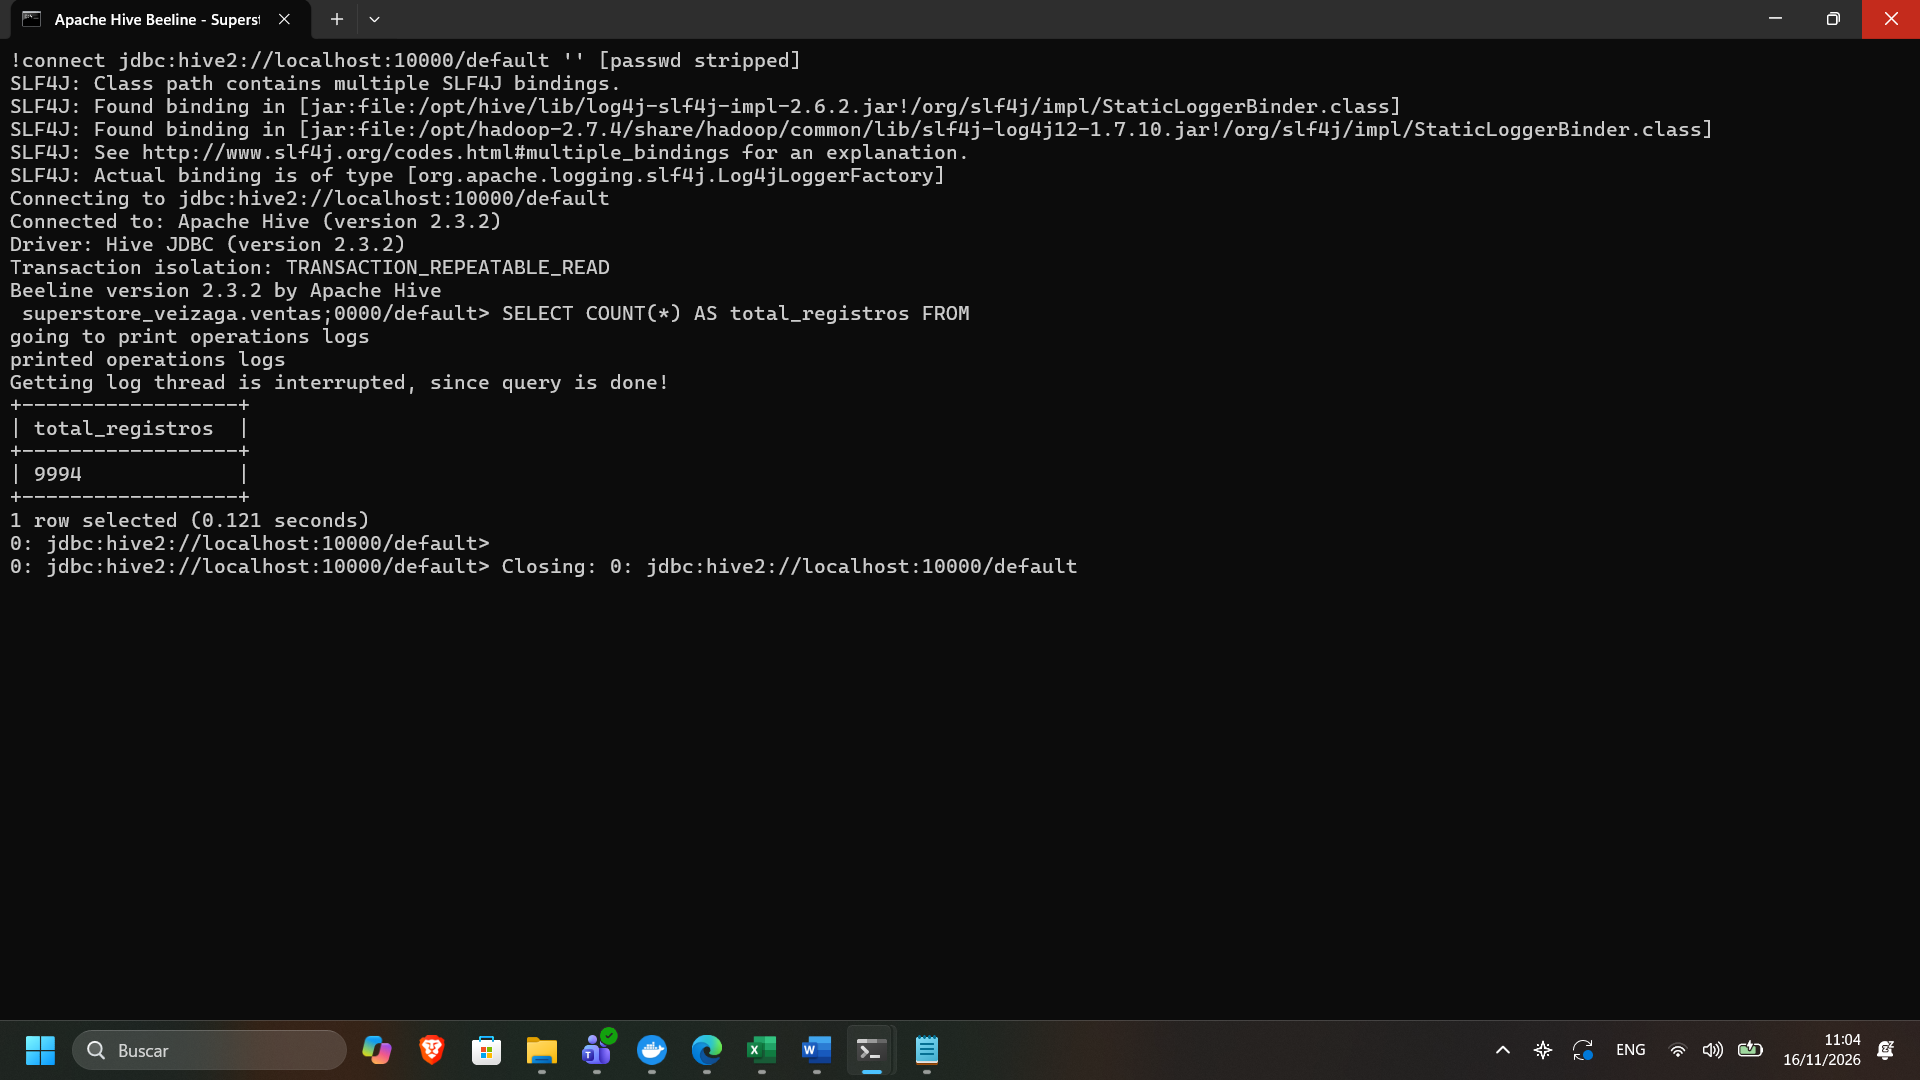 Apache Hive Beeline - Superst
!connect jdbc:hive2://localhost:10000/default '' [passwd stripped]
SLF4J: Class path contains multiple SLF4J bindings.
SLF4J: Found binding in [jar:file:/opt/hive/lib/log4j-slf4j-impl-2.6.2.jar!/org/slf4j/impl/StaticLoggerBinder.class]
SLF4J: Found binding in [jar:file:/opt/hadoop-2.7.4/share/hadoop/common/lib/slf4j-log4j12-1.7.10.jar!/org/slf4j/impl/StaticLoggerBinder.class]
SLF4J: See http://www.slf4j.org/codes.html#multiple_bindings for an explanation.
SLF4J: Actual binding is of type [org.apache.logging.slf4j.Log4jLoggerFactory]
Connecting to jdbc:hive2://localhost:10000/default
Connected to: Apache Hive (version 2.3.2)
Driver: Hive JDBC (version 2.3.2)
Transaction isolation: TRANSACTION_REPEATABLE_READ
Beeline version 2.3.2 by Apache Hive
superstore_veizaga.ventas;0000/default> SELECT COUNT(*) AS total_registros FROM
going to print operations logs
printed operations logs
Getting log thread is interrupted, since query is done!
+------------------+
| total_registros |
+------------------+
| 9994 |
+------------------+
1 row selected (0.121 seconds)
0: jdbc:hive2://localhost:10000/default>
0: jdbc:hive2://localhost:10000/default> Closing: 0: jdbc:hive2://localhost:10000/default
Buscar
ENG
11:04
16/11/2026